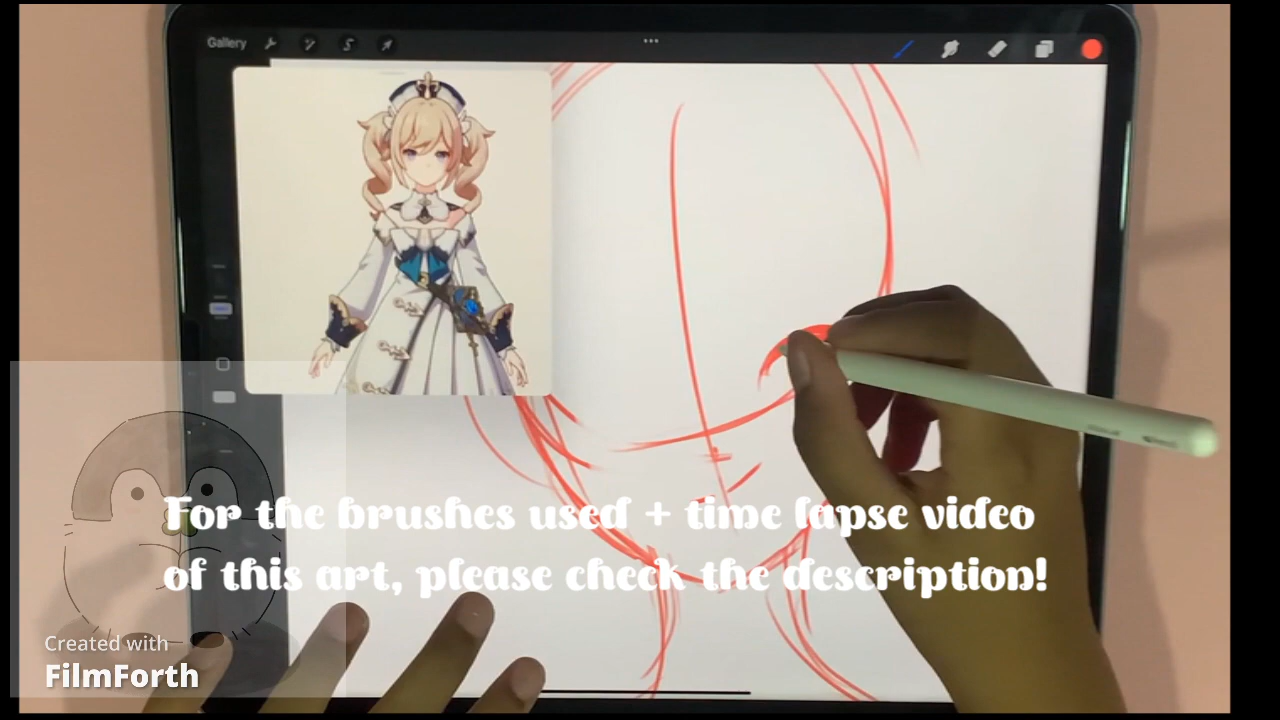 Gallery
For the brushes used + time lapse video
of this art, please check the description!
Created with
FilmForth